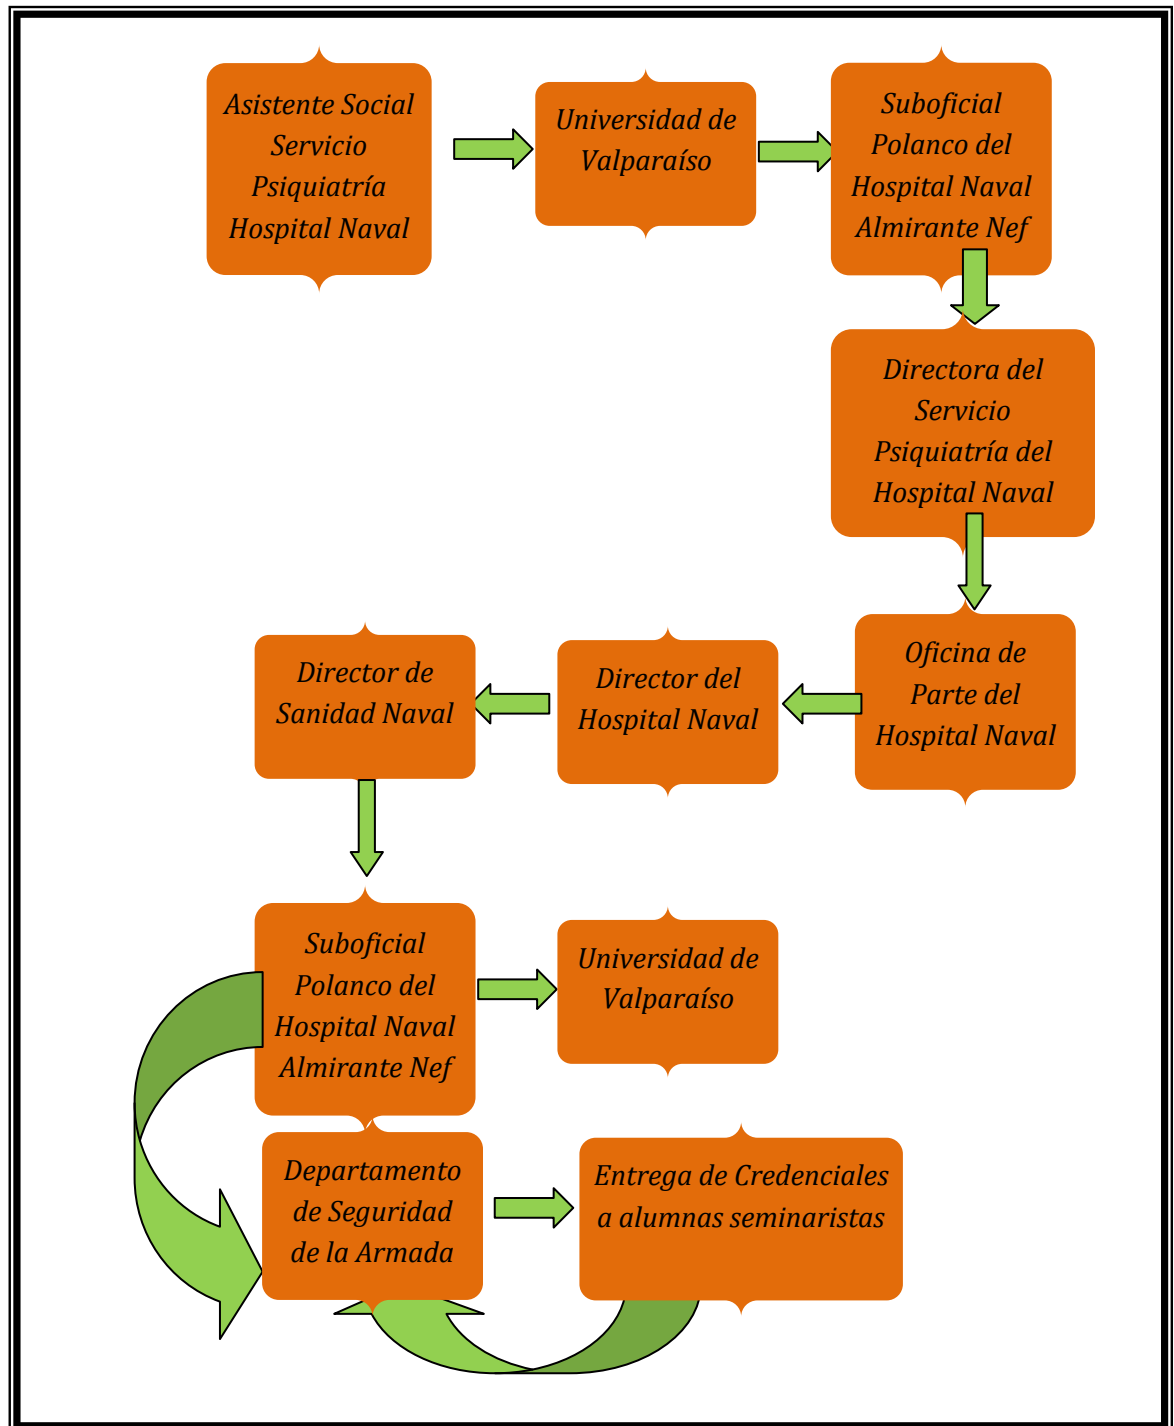 Asistente Social
Servicio
Psiquiatría
Hospital Naval
Universidad de
Valparaíso
Suboficial
Polanco del
Hospital Naval
Almirante Nef
Directora del
Servicio
Psiquiatría del
Hospital Naval
Oficina de
Parte del
Hospital Naval
Director del
Hospital Naval
Director de
Sanidad Naval
Suboficial
Polanco del
Hospital Naval
Almirante Nef
Universidad de
Valparaíso
Departamento
de Seguridad
de la Armada
Entrega de Credenciales
a alumnas seminaristas